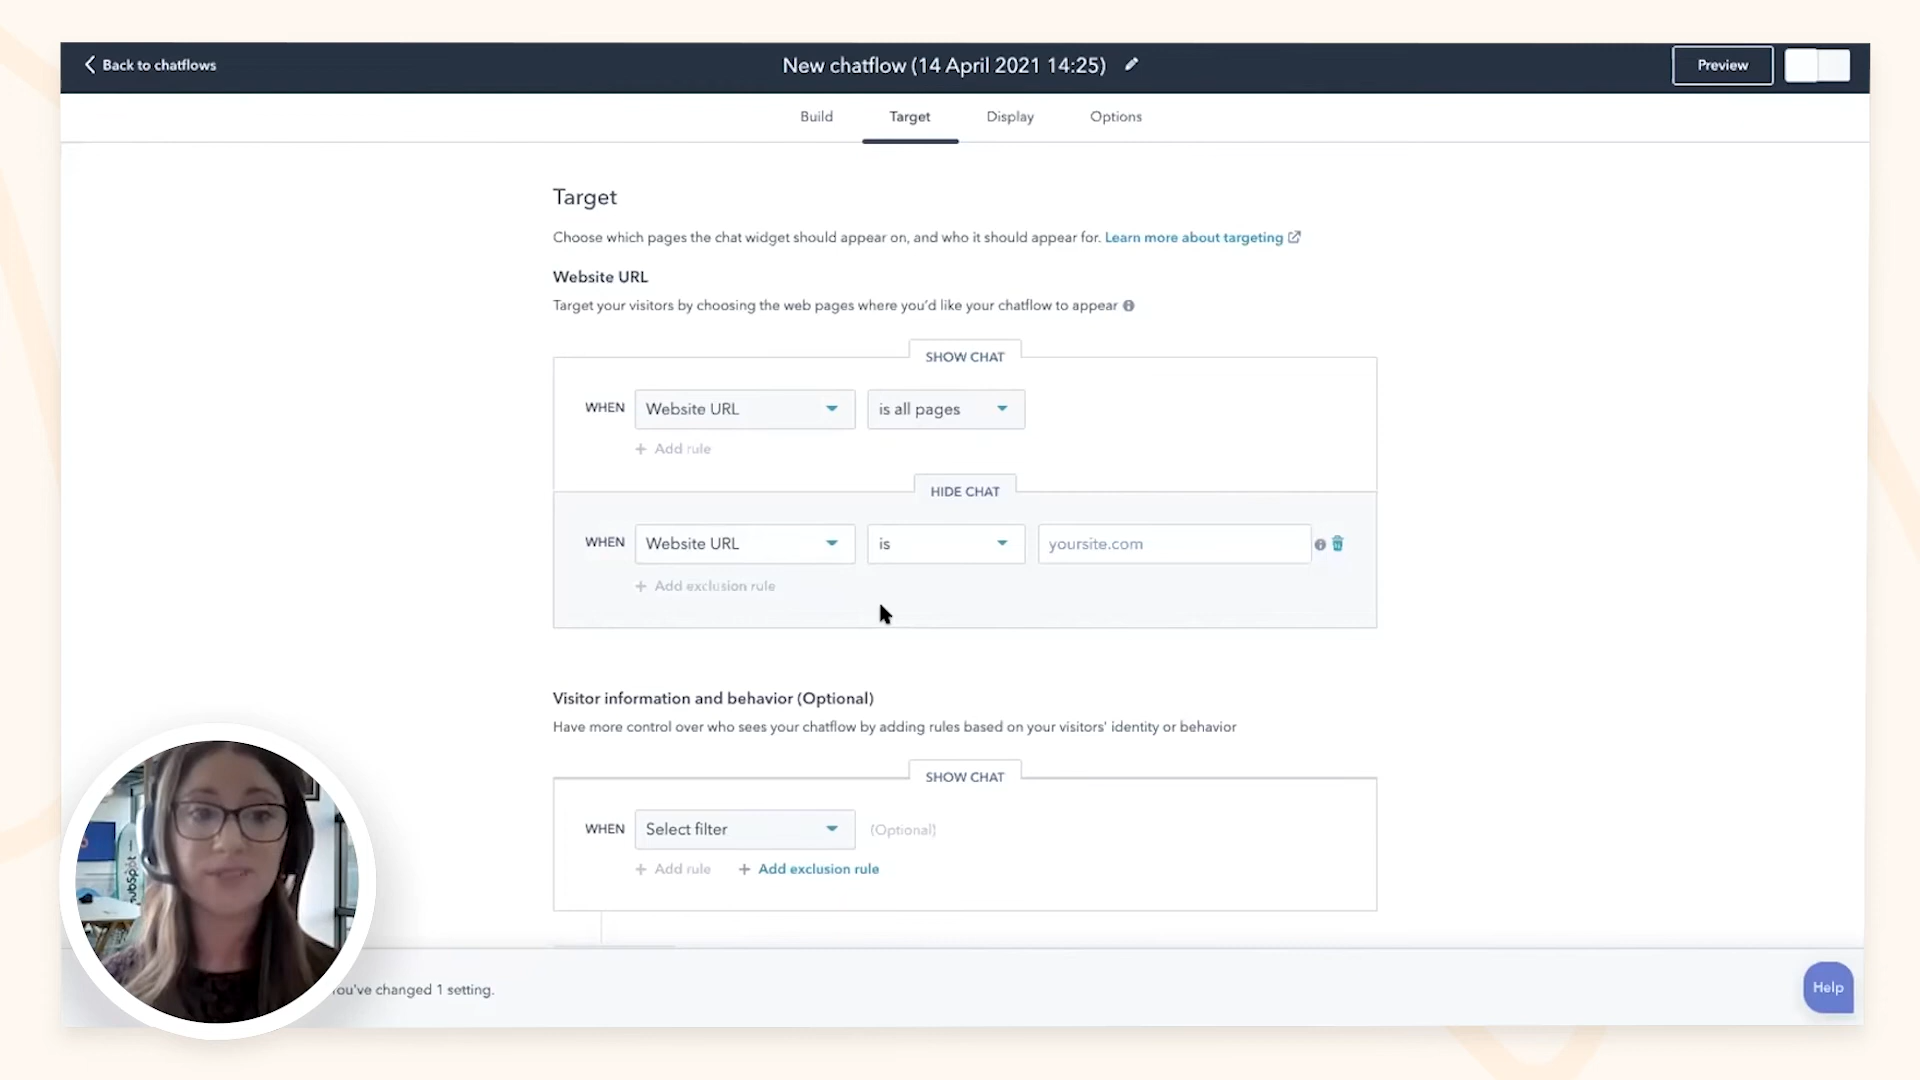 Back to chatflows
New chatflow (14 April 2021 14:25)
Preview
Build
Target
Display
Options
Target
Choose which pages the chat widget should appear on, and who it should appear for. Learn more about targeting
Website URL
Target your visitors by choosing the web pages where you'd like your chatflow to appear
SHOW CHAT
WHEN Website URL is all pages
+ Add rule
HIDE CHAT
WHEN Website URL is yoursite.com
+ Add exclusion rule
Visitor information and behavior (Optional)
Have more control over who sees your chatflow by adding rules based on your visitors' identity or behavior
SHOW CHAT
WHEN Select filter (Optional)
+ Add rule + Add exclusion rule
HubSpot
ou've changed 1 setting.
Help